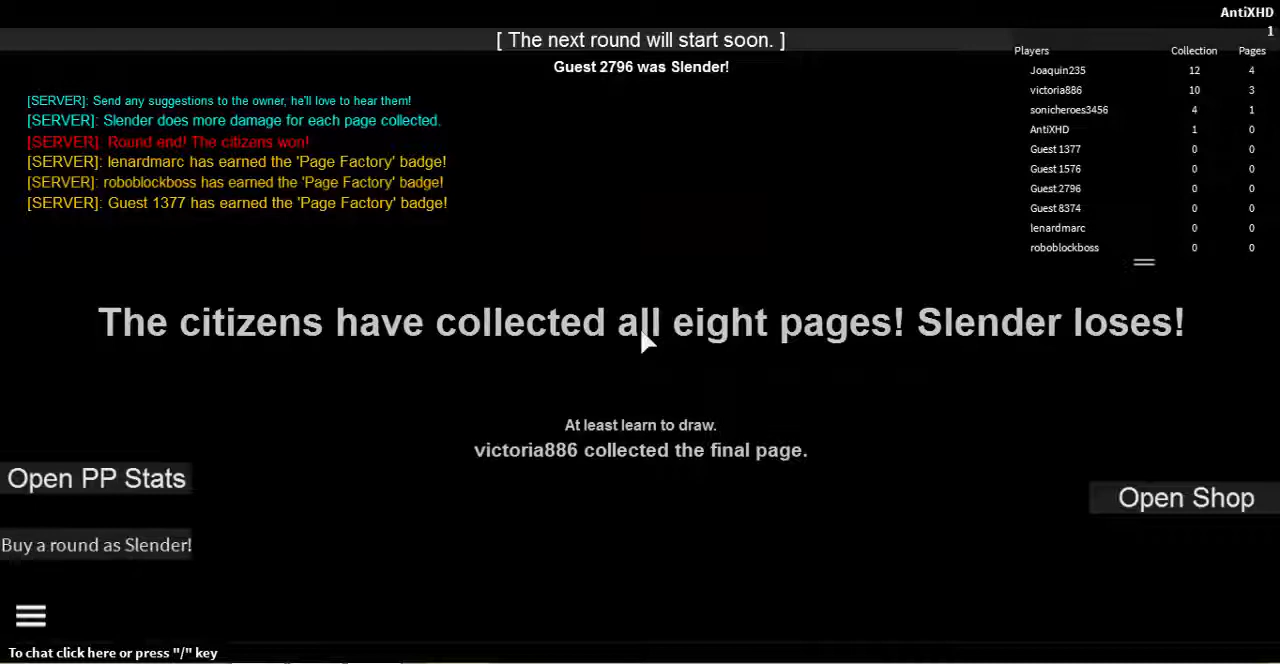 AntiXHD
1
[ The next round will start soon. ]
Guest 2796 was Slender!
Players Collection Pages
Joaquin235 12 4
victoria886 10 3
sonicheroes3456 4 1
AntiXHD 1 0
Guest 1377 0 0
Guest 1576 0 0
Guest 2796 0 0
Guest 8374 0 0
lenardmarc 0 0
roboblockboss 0 0
[SERVER]: Send any suggestions to the owner, he'll love to hear them!
[SERVER]: Slender does more damage for each page collected.
[SERVER]: Round end! The citizens won!
[SERVER]: lenardmarc has earned the 'Page Factory' badge!
[SERVER]: roboblockboss has earned the 'Page Factory' badge!
[SERVER]: Guest 1377 has earned the 'Page Factory' badge!
The citizens have collected all eight pages! Slender loses!
At least learn to draw.
victoria886 collected the final page.
Open PP Stats
Open Shop
Buy a round as Slender!
To chat click here or press "/" key